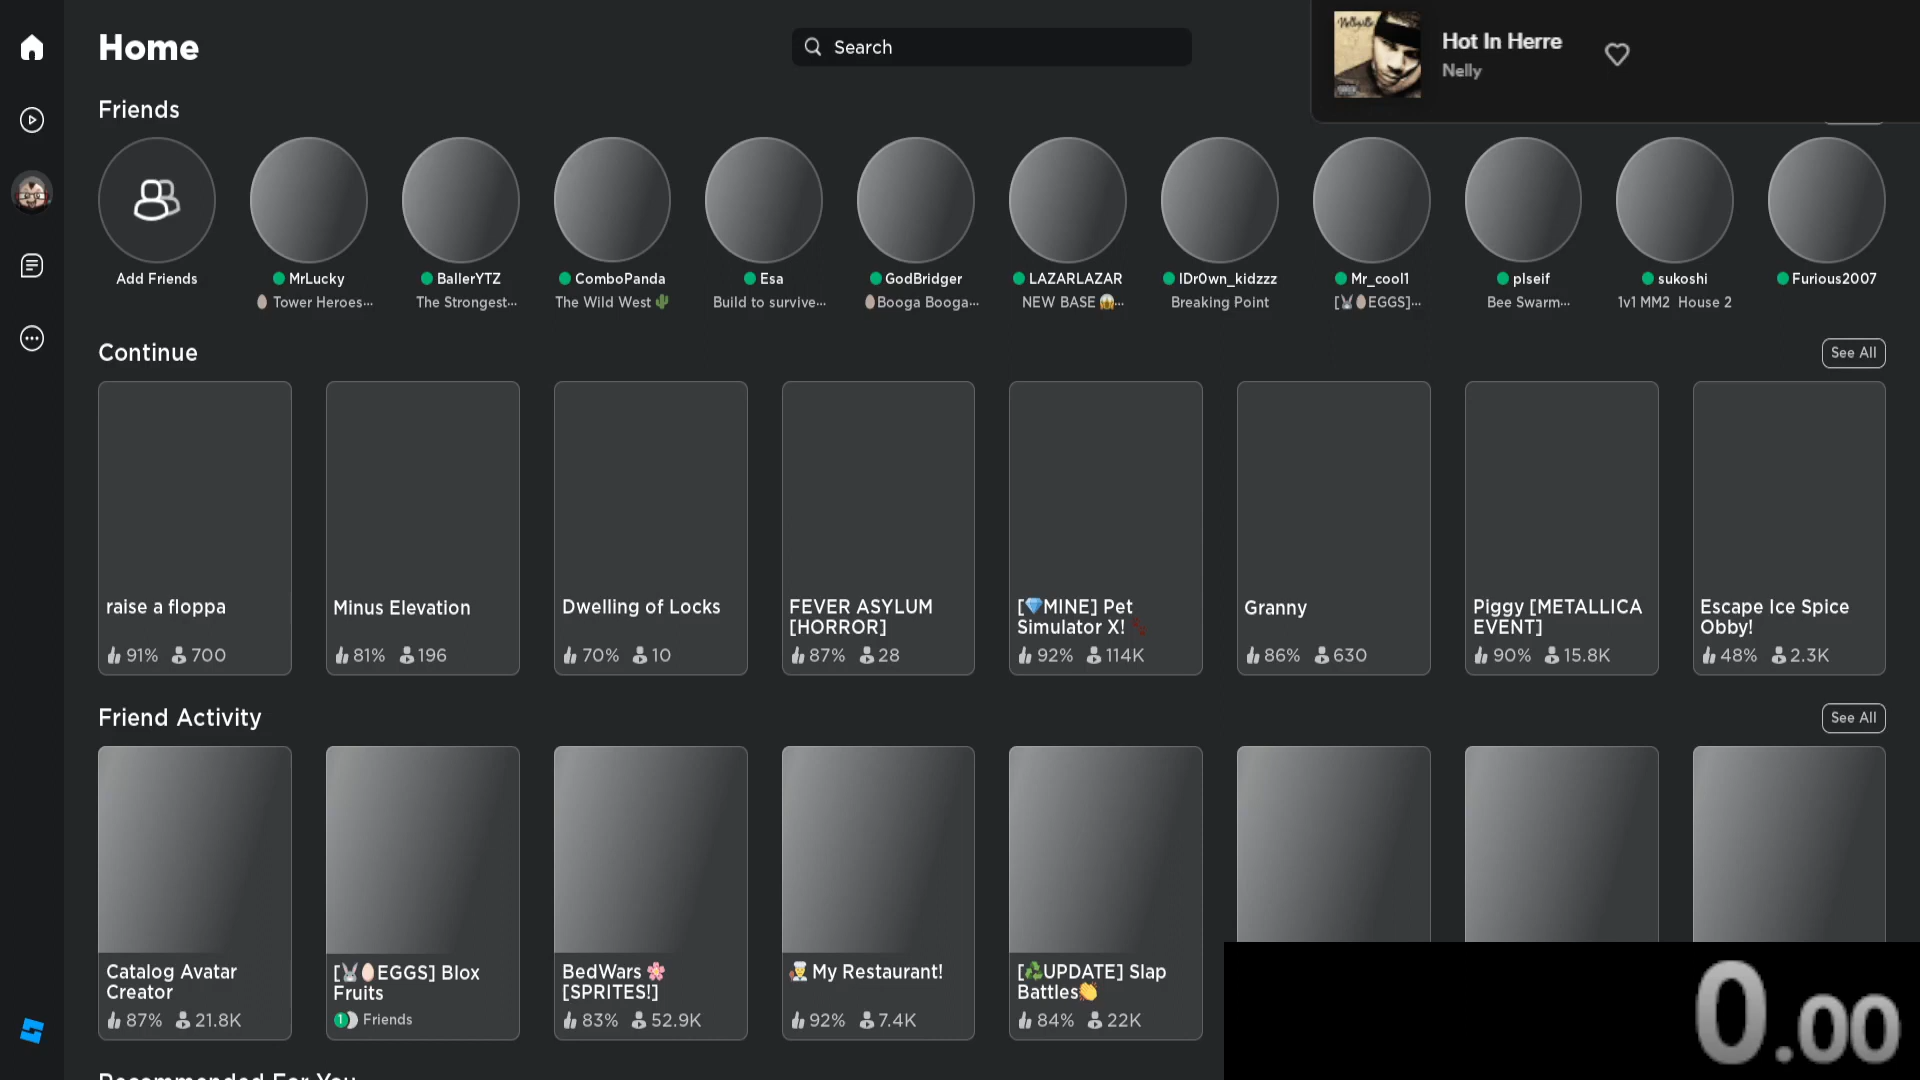 Home
Search
Hot In Herre
Nelly
Friends
Add Friends
MrLucky
Tower Heroes...
BallerYTZ
The Strongest...
ComboPanda
The Wild West🌵
Esa
Build to survive...
GodBridger
🥚Booga Booga...
LAZARLAZAR
NEW BASE 😱...
IDr0wn_kidzzz
Breaking Point
Mr_cool1
[🐰🥚EGGS]...
plseif
Bee Swarm...
sukoshi
1v1 MM2 House 2
Furious2007
Continue
See All
raise a floppa
91% 700
Minus Elevation
81% 196
Dwelling of Locks
70% 10
FEVER ASYLUM
[HORROR]
87% 28
[💎MINE] Pet
Simulator X!
92% 114K
Granny
86% 630
Piggy [METALLICA
EVENT]
90% 15.8K
Escape Ice Spice
Obby!
48% 2.3K
Friend Activity
See All
Catalog Avatar
Creator
87% 21.8K
[🐰🥚EGGS] Blox
Fruits
1 Friends
BedWars 🌸
[SPRITES!]
83% 52.9K
👨‍🍳My Restaurant!
92% 7.4K
[♻️UPDATE] Slap
Battles👏
84% 22K
0.00
Recommended For You